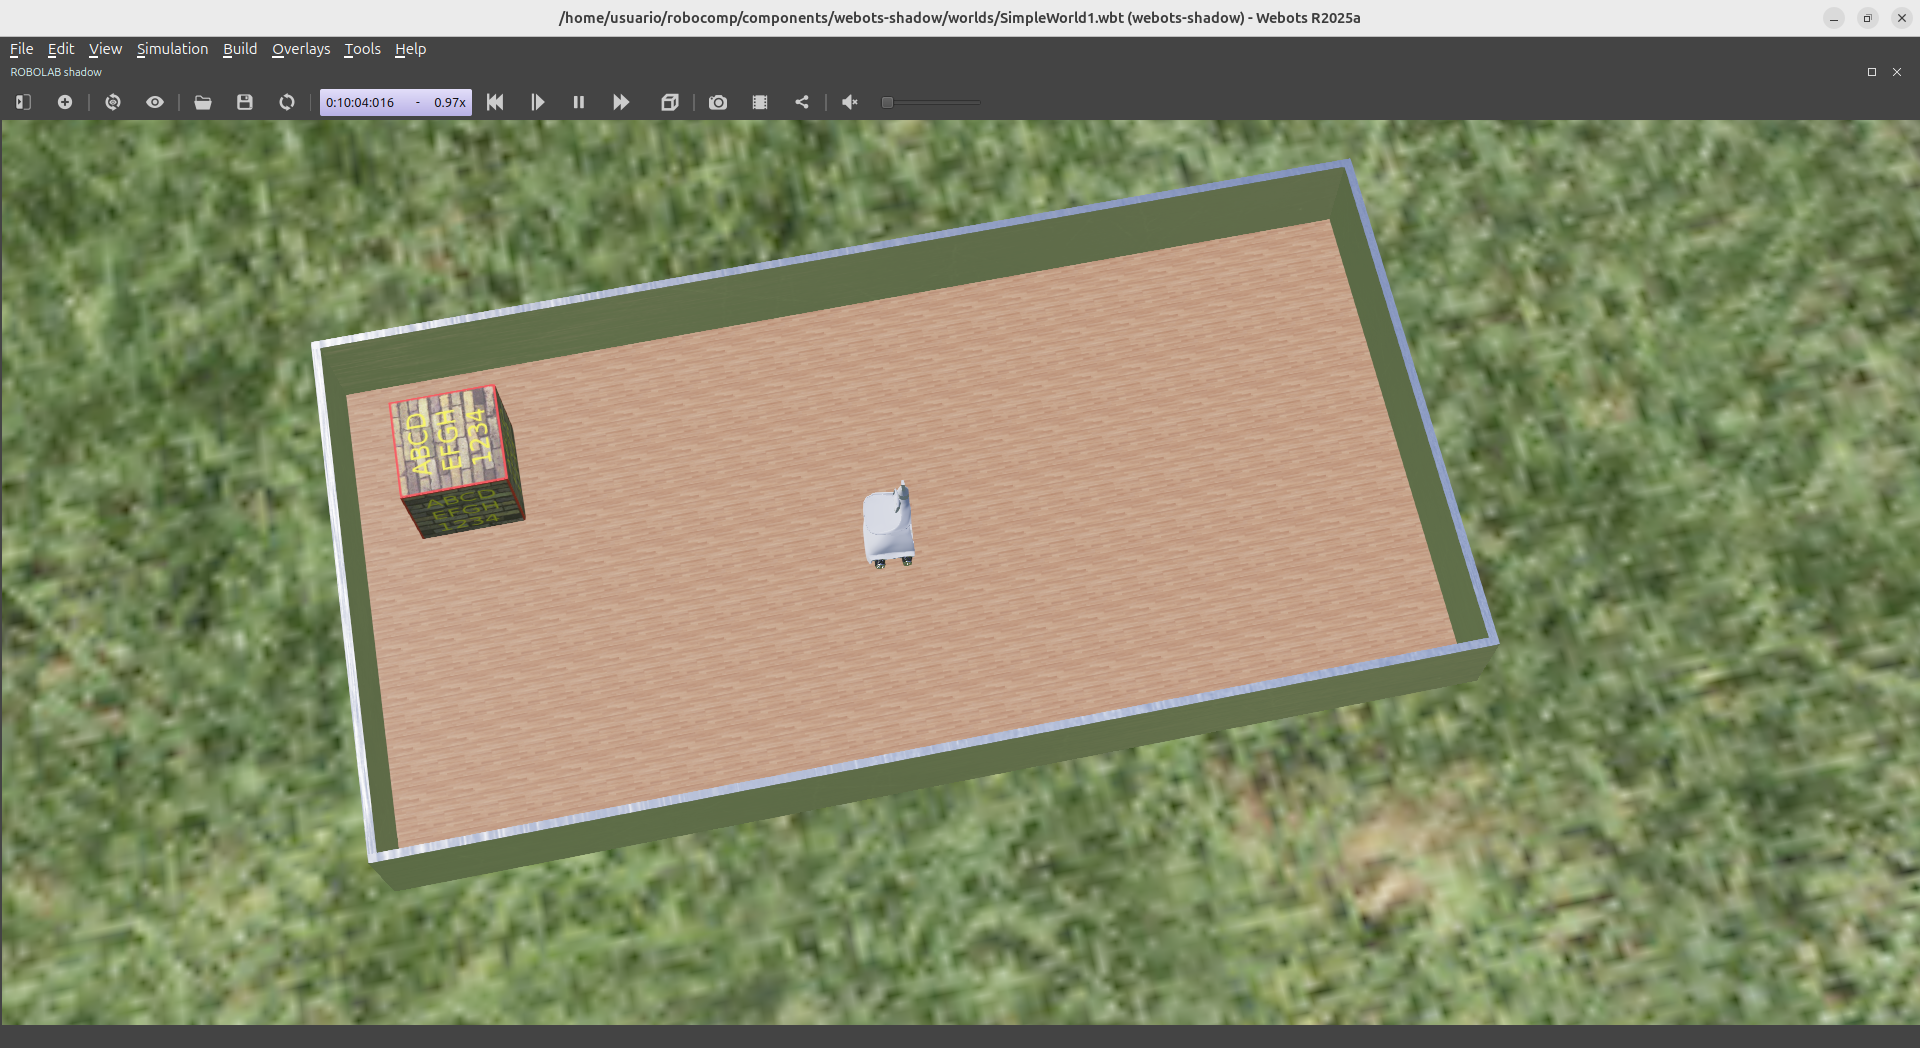 /home/usuario/robocomp/components/webots-shadow/worlds/SimpleWorld1.wbt (webots-shadow) - Webots R2025a
File Edit View Simulation Build Overlays Tools Help
ROBOLAB shadow
0:10:04:016 - 0.97x
ABCD
EFGH
1234
ABCD
EFGH
1234